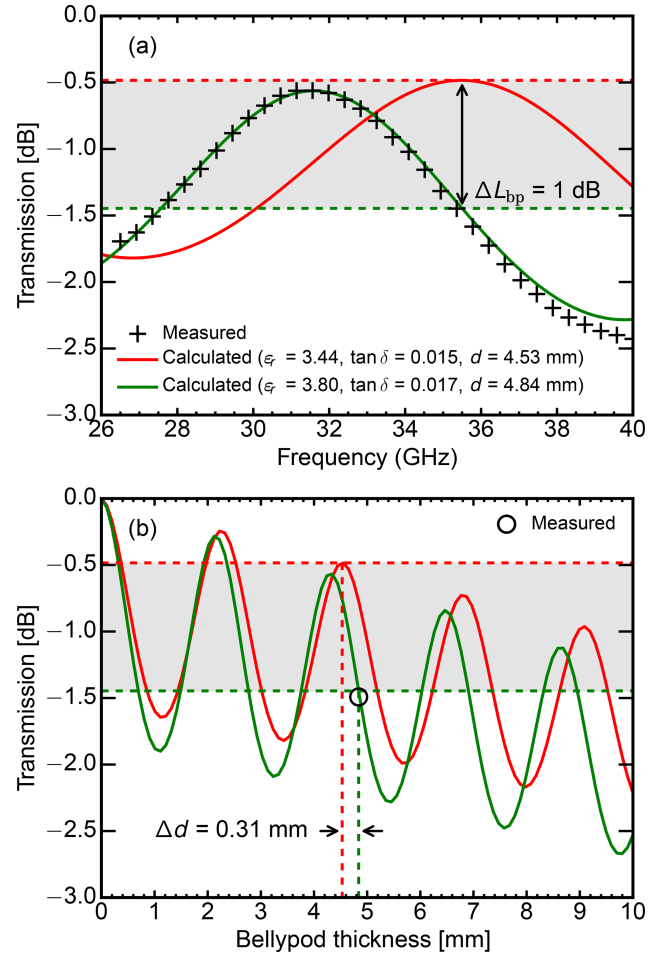 (a)
0.0
−0.5
−1.0
−1.5
−2.0
−2.5
−3.0
Transmission [dB]
ΔL_bp = 1 dB
Measured
Calculated (ε_r = 3.44, tan δ = 0.015, d = 4.53 mm)
Calculated (ε_r = 3.80, tan δ = 0.017, d = 4.84 mm)
26 28 30 32 34 36 38 40
Frequency (GHz)
(b)
Measured
0.0
−0.5
−1.0
−1.5
−2.0
−2.5
−3.0
Transmission [dB]
Δd = 0.31 mm
0 1 2 3 4 5 6 7 8 9 10
Bellypod thickness [mm]